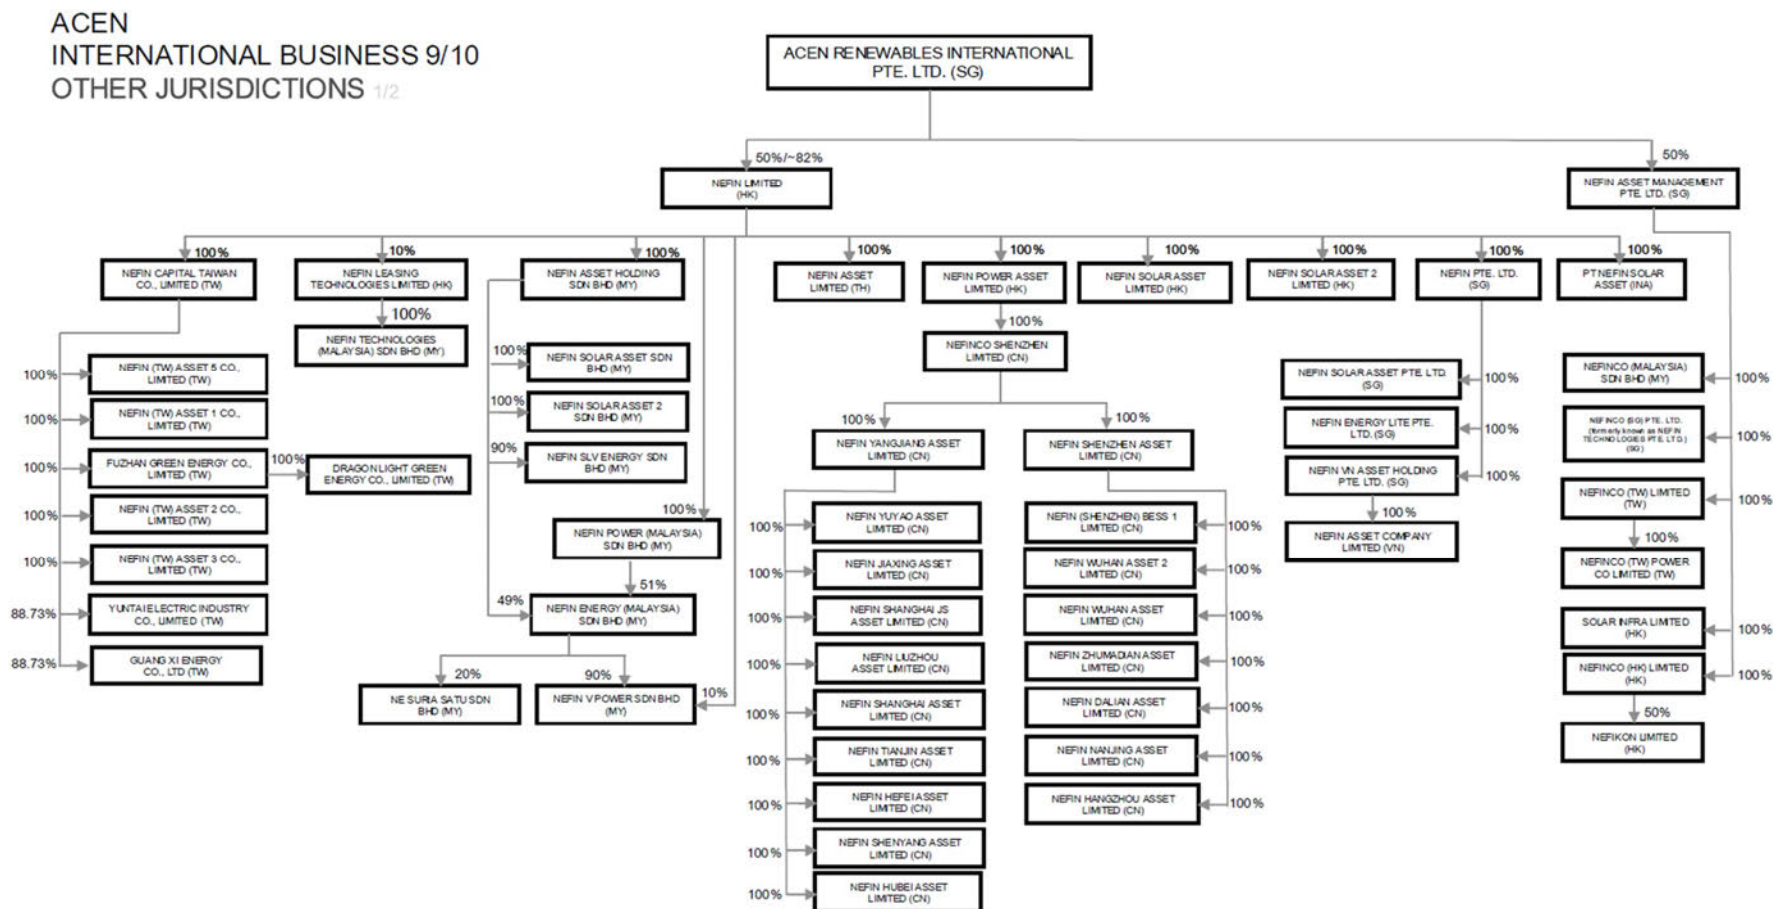 ACEN
INTERNATIONAL BUSINESS 9/10
OTHER JURISDICTIONS 1/2
ACEN RENEWABLES INTERNATIONAL
PTE. LTD. (SG)
50%/~82%
50%
NEFIN LIMITED
(HK)
NEFIN ASSET MANAGEMENT
PTE. LTD. (SG)
100%
10%
100%
100%
100%
100%
100%
100%
100%
NEFIN CAPITAL TAIWAN
CO., LIMITED (TW)
NEFIN LEASING
TECHNOLOGIES LIMITED (HK)
NEFIN ASSET HOLDING
SDN BHD (MY)
NEFIN ASSET
LIMITED (TH)
NEFIN POWER ASSET
LIMITED (HK)
NEFIN SOLAR ASSET
LIMITED (HK)
NEFIN SOLAR ASSET 2
LIMITED (HK)
NEFIN PTE. LTD.
(SG)
PT NEFIN SOLAR
ASSET (INA)
100%
NEFIN TECHNOLOGIES
(MALAYSIA) SDN BHD (MY)
100%
NEFINCO SHENZHEN
LIMITED (CN)
100%
NEFIN (TW) ASSET 5 CO.,
LIMITED (TW)
100%
NEFIN (TW) ASSET 1 CO.,
LIMITED (TW)
100%
FUZHAN GREEN ENERGY CO.,
LIMITED (TW)
100%
DRAGON LIGHT GREEN
ENERGY CO., LIMITED (TW)
100%
NEFIN (TW) ASSET 2 CO.,
LIMITED (TW)
100%
NEFIN (TW) ASSET 3 CO.,
LIMITED (TW)
88.73%
YUNTAI ELECTRIC INDUSTRY
CO., LIMITED (TW)
88.73%
GUANG XI ENERGY
CO., LTD (TW)
100%
NEFIN SOLAR ASSET SDN
BHD (MY)
100%
NEFIN SOLAR ASSET 2
SDN BHD (MY)
90%
NEFIN SLV ENERGY SDN
BHD (MY)
100%
NEFIN POWER (MALAYSIA)
SDN BHD (MY)
51%
49%
NEFIN ENERGY (MALAYSIA)
SDN BHD (MY)
20%
90%
NE SURIA SATU SDN
BHD (MY)
NEFIN V POWER SDN BHD
(MY)
10%
100%
100%
NEFIN YANGJIANG ASSET
LIMITED (CN)
NEFIN SHENZHEN ASSET
LIMITED (CN)
100%
NEFIN YUYAO ASSET
LIMITED (CN)
100%
NEFIN JIAXING ASSET
LIMITED (CN)
100%
NEFIN SHANGHAI JS
ASSET LIMITED (CN)
100%
NEFIN LIUZHOU
ASSET LIMITED (CN)
100%
NEFIN SHANGHAI ASSET
LIMITED (CN)
100%
NEFIN TIANJIN ASSET
LIMITED (CN)
100%
NEFIN HEFEI ASSET
LIMITED (CN)
100%
NEFIN SHENYANG ASSET
LIMITED (CN)
100%
NEFIN HUBEI ASSET
LIMITED (CN)
NEFIN (SHENZHEN) BESS 1
LIMITED (CN)
100%
NEFIN WUHAN ASSET 2
LIMITED (CN)
100%
NEFIN WUHAN ASSET
LIMITED (CN)
100%
NEFIN ZHUMADIAN ASSET
LIMITED (CN)
100%
NEFIN DALIAN ASSET
LIMITED (CN)
100%
NEFIN NANJING ASSET
LIMITED (CN)
100%
NEFIN HANGZHOU ASSET
LIMITED (CN)
100%
NEFIN SOLAR ASSET PTE. LTD.
(SG)
100%
NEFIN ENERGY LITE PTE.
LTD. (SG)
100%
NEFIN VN ASSET HOLDING
PTE. LTD. (SG)
100%
100%
NEFIN ASSET COMPANY
LIMITED (VN)
NEFINCO (MALAYSIA)
SDN BHD (MY)
100%
NEFINCO (SG) PTE. LTD.
(formerly known as NEFIN
TECHNOLOGIES PTE. LTD.)
(SG)
100%
NEFINCO (TW) LIMITED
(TW)
100%
100%
NEFINCO (TW) POWER
CO LIMITED (TW)
SOLAR INFRA LIMITED
(HK)
100%
NEFINCO (HK) LIMITED
(HK)
100%
50%
NEFIKON LIMITED
(HK)